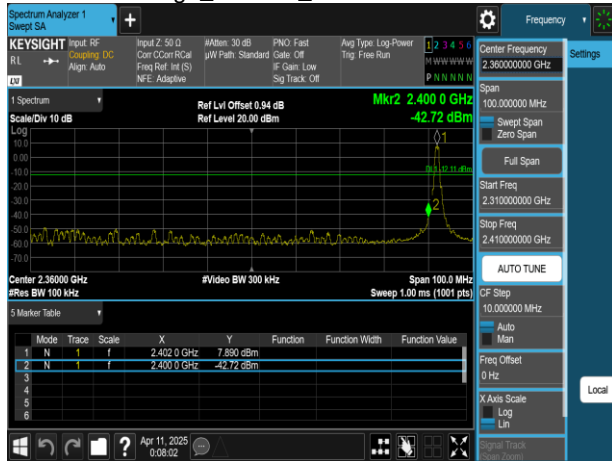 Spectrum Analyzer 1
Swept SA
Frequency
KEYSIGHT
RL
Input: RF
Coupling: DC
Align: Auto
Input Z: 50 Ω
Corr CCorr RCal
Freq Ref: Int (S)
NFE: Adaptive
#Atten: 30 dB
µW Path: Standard
PNO: Fast
Gate: Off
IF Gain: Low
Sig Track: Off
Avg Type: Log-Power
Trig: Free Run
1 2 3 4 5 6
M W W W W W
P N N N N N
LXI
1 Spectrum
Scale/Div 10 dB
Ref Lvl Offset 0.94 dB
Ref Level 20.00 dBm
Mkr2 2.400 0 GHz
-42.72 dBm
Log
10.0
0.00
-10.0
-20.0
-30.0
-40.0
-50.0
-60.0
-70.0
1
DL1 -12.11 dBm
2
Center 2.36000 GHz
#Res BW 100 kHz
#Video BW 300 kHz
Span 100.0 MHz
Sweep 1.00 ms (1001 pts)
5 Marker Table
Mode Trace Scale X Y Function Function Width Function Value
1 N 1 f 2.402 0 GHz 7.890 dBm
2 N 1 f 2.400 0 GHz -42.72 dBm
3
4
5
6
?
Apr 11, 2025
0:08:02
Center Frequency
2.360000000 GHz
Settings
Span
100.000000 MHz
Swept Span
Zero Span
Full Span
Start Freq
2.310000000 GHz
Stop Freq
2.410000000 GHz
AUTO TUNE
CF Step
10.000000 MHz
Auto
Man
Freq Offset
0 Hz
X Axis Scale
Log
Lin
Signal Track
(Span Zoom)
Local